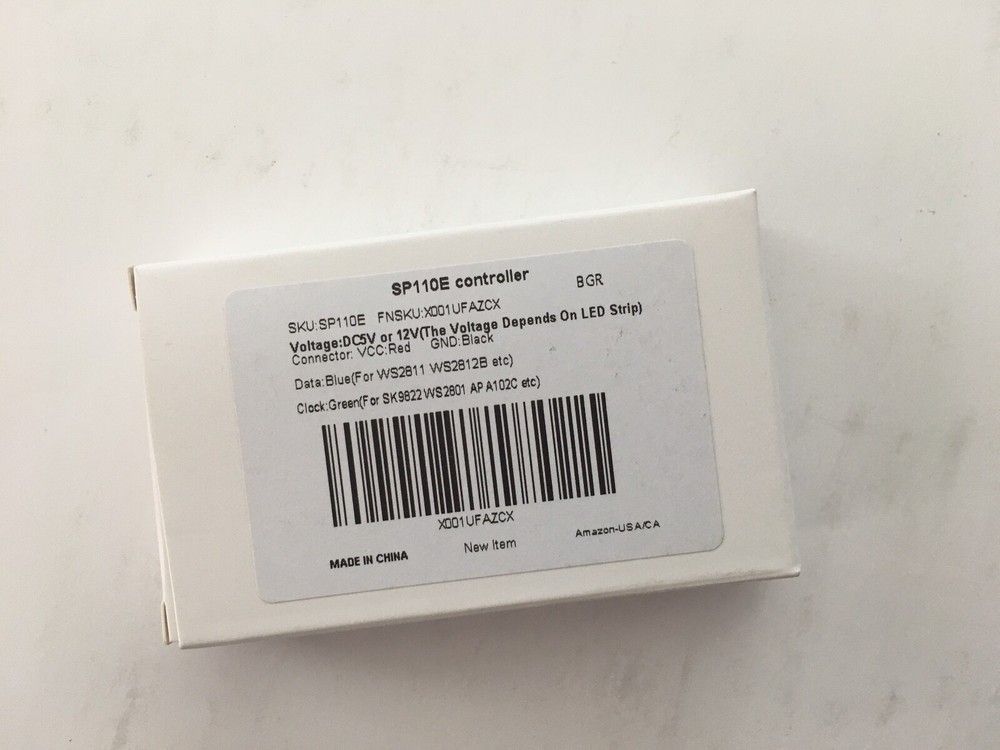 SP110E controller
BGR
SKU:SP110E FNSKU:X001UFAZCX
Voltage:DC5V or 12V(The Voltage Depends On LED Strip)
Connector: VCC:Red GND:Black
Data:Blue(For WS2811 WS2812B etc)
Clock:Green(For SK9822 WS2801 AP A102C etc)
X001UFAZCX
MADE IN CHINA
New Item
Amazon-USA/CA